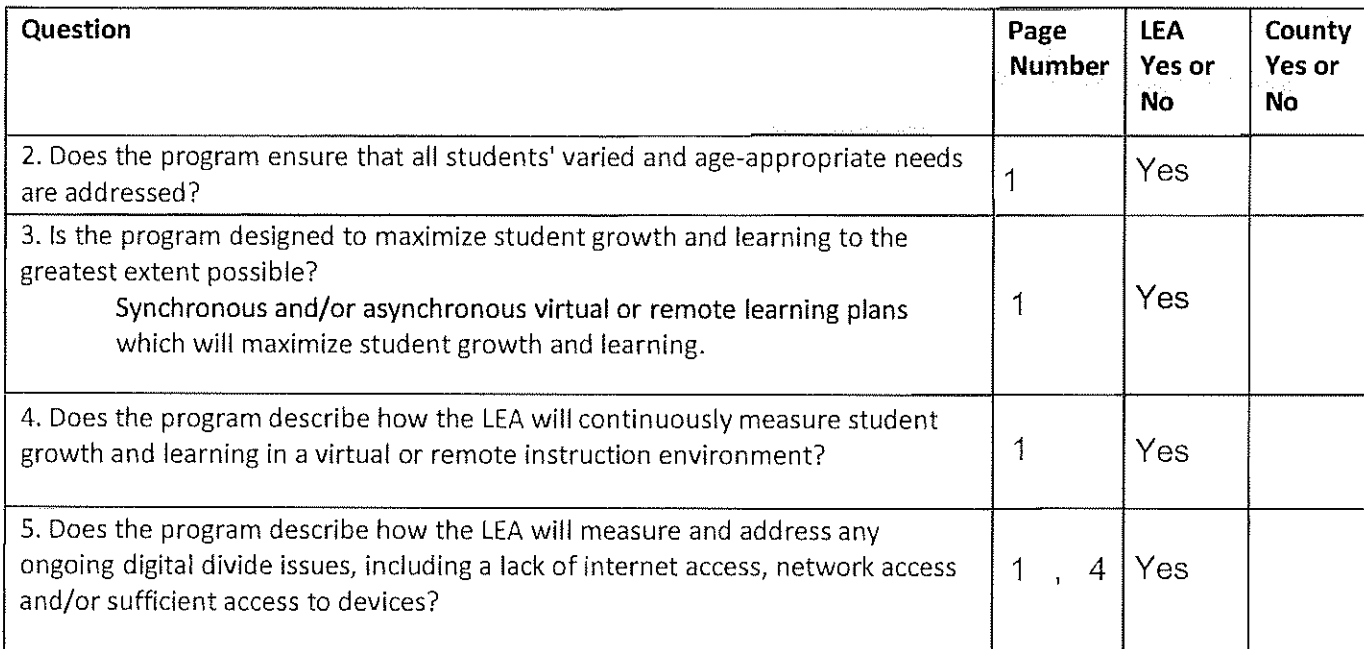 Question
Page Number
LEA Yes or No
County Yes or No
2. Does the program ensure that all students' varied and age-appropriate needs
are addressed?
1
Yes
3. Is the program designed to maximize student growth and learning to the
greatest extent possible?
Synchronous and/or asynchronous virtual or remote learning plans
which will maximize student growth and learning.
1
Yes
4. Does the program describe how the LEA will continuously measure student
growth and learning in a virtual or remote instruction environment?
1
Yes
5. Does the program describe how the LEA will measure and address any
ongoing digital divide issues, including a lack of internet access, network access
and/or sufficient access to devices?
1 , 4
Yes